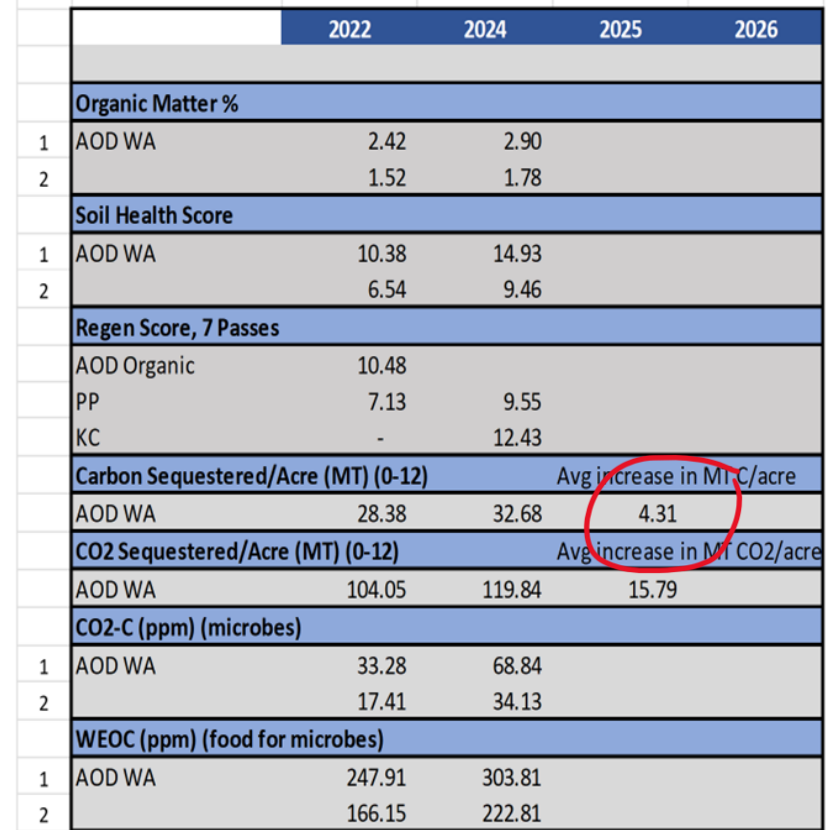 2022 2024 2025 2026
Organic Matter %
1 AOD WA 2.42 2.90
2 1.52 1.78
Soil Health Score
1 AOD WA 10.38 14.93
2 6.54 9.46
Regen Score, 7 Passes
AOD Organic 10.48
PP 7.13 9.55
KC - 12.43
Carbon Sequestered/Acre (MT) (0-12) Avg increase in MT C/acre
AOD WA 28.38 32.68 4.31
CO2 Sequestered/Acre (MT) (0-12) Avg increase in MT CO2/acre
AOD WA 104.05 119.84 15.79
CO2-C (ppm) (microbes)
1 AOD WA 33.28 68.84
2 17.41 34.13
WEOC (ppm) (food for microbes)
1 AOD WA 247.91 303.81
2 166.15 222.81